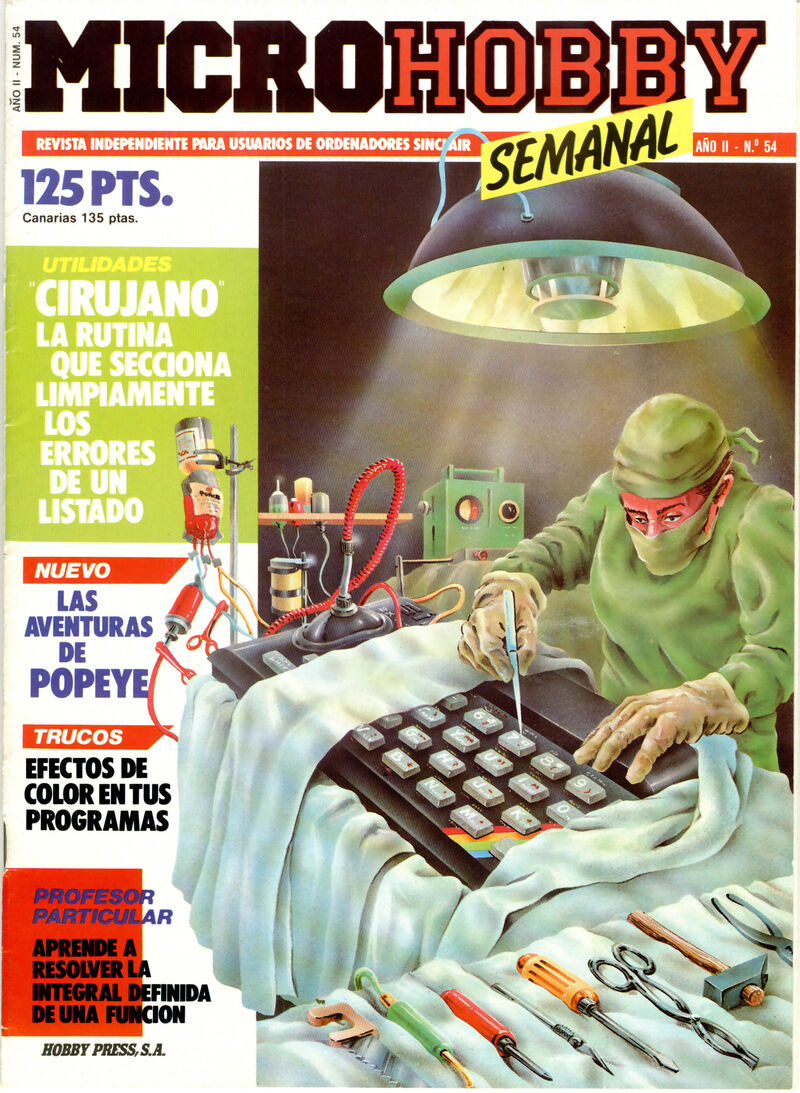 AÑO II - NUM. 54
MICROHOBBY
REVISTA INDEPENDIENTE PARA USUARIOS DE ORDENADORES SINCLAIR
SEMANAL
AÑO II - N.º 54
125 PTS.
Canarias 135 ptas.
UTILIDADES
"CIRUJANO"
LA RUTINA
QUE SECCIONA
LIMPIAMENTE
LOS
ERRORES
DE UN
LISTADO
NUEVO
LAS
AVENTURAS
DE
POPEYE
TRUCOS
EFECTOS DE
COLOR EN TUS
PROGRAMAS
PROFESOR
PARTICULAR
APRENDE A
RESOLVER LA
INTEGRAL DEFINIDA
DE UNA FUNCION
HOBBY PRESS, S.A.